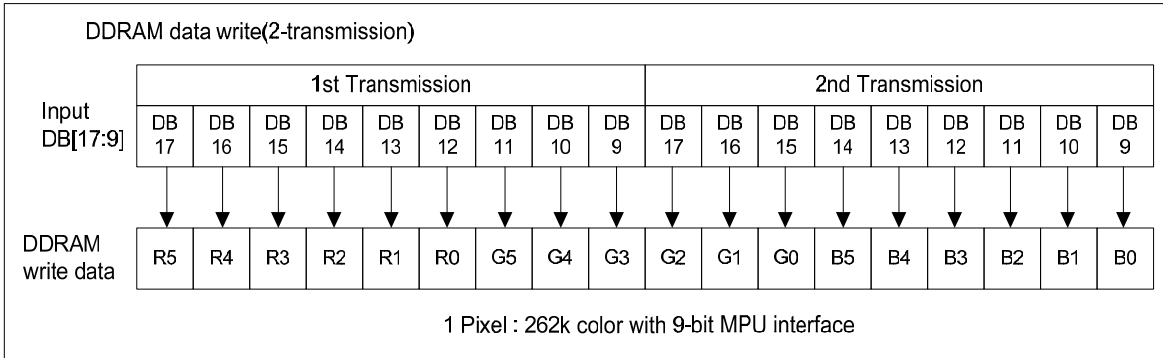 DDRAM data write(2-transmission)
1st Transmission 2nd Transmission
Input
DB[17:9]
DB DB DB DB DB DB DB DB DB DB DB DB DB DB DB DB DB DB
17 16 15 14 13 12 11 10 9 17 16 15 14 13 12 11 10 9
DDRAM
write data
R5 R4 R3 R2 R1 R0 G5 G4 G3 G2 G1 G0 B5 B4 B3 B2 B1 B0
1 Pixel : 262k color with 9-bit MPU interface